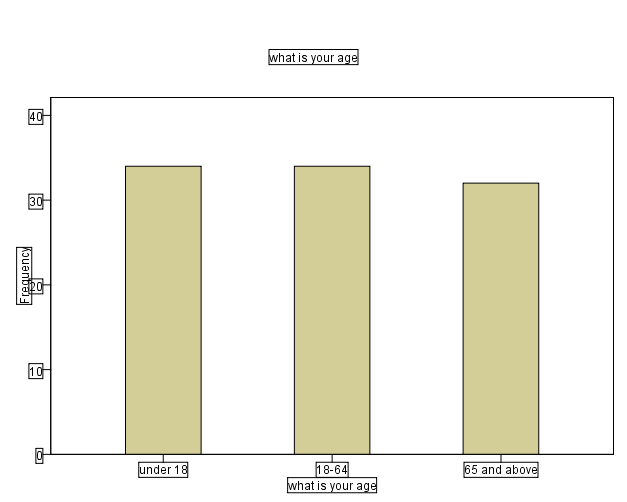 what is your age
40
30
Frequency
20
10
0
under 18
18-64
65 and above
what is your age